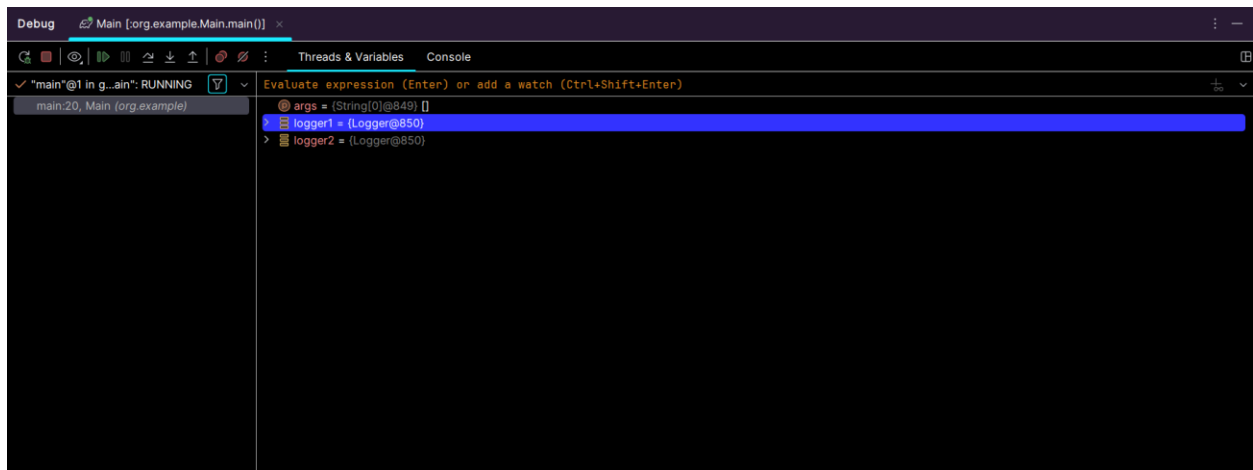 Debug Main [:org.example.Main.main()] ×
Threads & Variables Console
"main"@1 in g...ain": RUNNING
Evaluate expression (Enter) or add a watch (Ctrl+Shift+Enter)
main:20, Main (org.example)
args = {String[0]@849} []
logger1 = {Logger@850}
logger2 = {Logger@850}